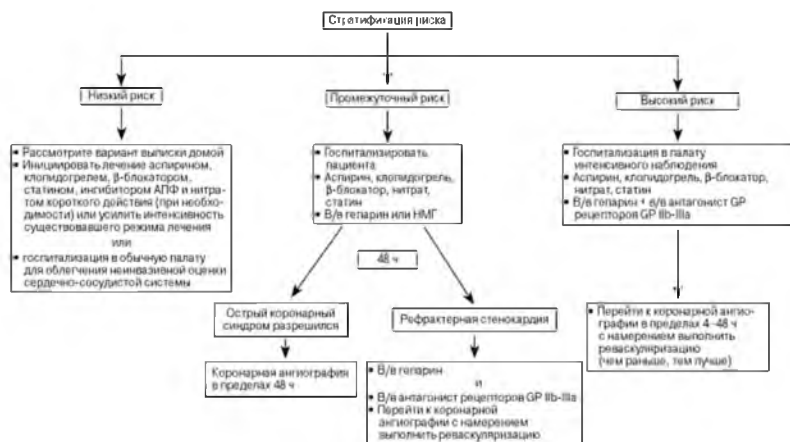 Стратификация риска
Низкий риск
Промежуточный риск
Высокий риск
• Рассмотрите вариант выписки домой
• Инициировать лечение аспирином,
клопидогрелем, β-блокатором,
статином, ингибитором АПФ и нитра-
том короткого действия (при необхо-
димости) или усилить интенсивность
существовавшего режима лечения
или
• госпитализация в обычную палату
для облегчения неинвазивной оценки
сердечно-сосудистой системы
• Госпитализировать
пациента
• Аспирин, клопидогрель,
β-блокатор, нитрат,
статин
• В/в гепарин или НМГ
• Госпитализация в палату
интенсивного наблюдения
• Аспирин, клопидогрель, β-блокатор,
нитрат, статин
• В/в гепарин + в/в антагонист GP
рецепторов GP IIb-IIIa
48 ч
Острый коронарный
синдром разрешился
Рефрактерная стенокардия
• Перейти к коронарной ангио-
графии в пределах 4–48 ч
с намерением выполнить
реваскуляризацию
(чем раньше, тем лучше)
Коронарная ангиография
в пределах 48 ч
• В/в гепарин
и
• В/в антагонист рецепторов GP IIb-IIIa
• Перейти к коронарной
ангиографии с намерением
выполнить реваскуляризацию